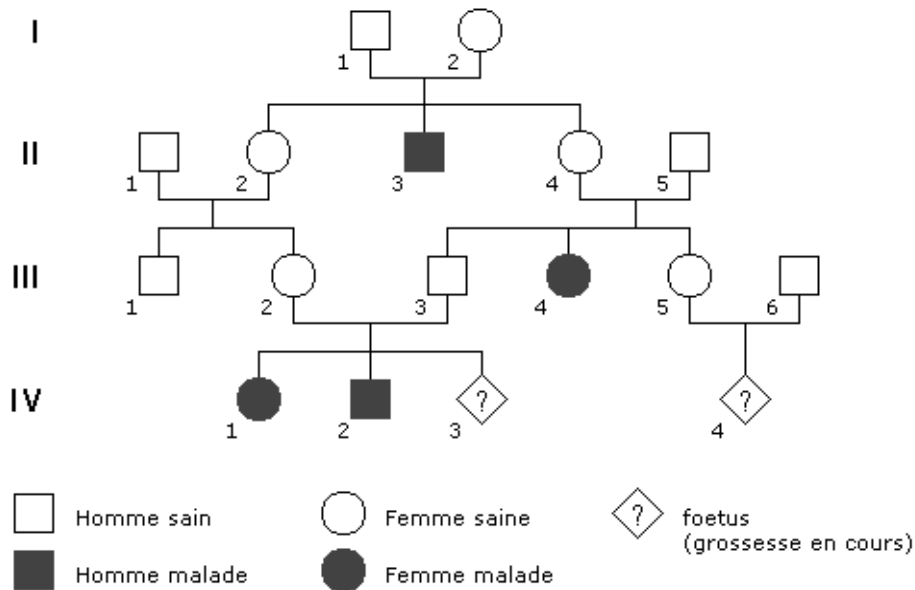 I
1 2
II
1 2 3 4 5
III
1 2 3 4 5 6
? ?
IV
1 2 3 4
Homme sain Femme saine ? foetus
(grossesse en cours)
Homme malade Femme malade